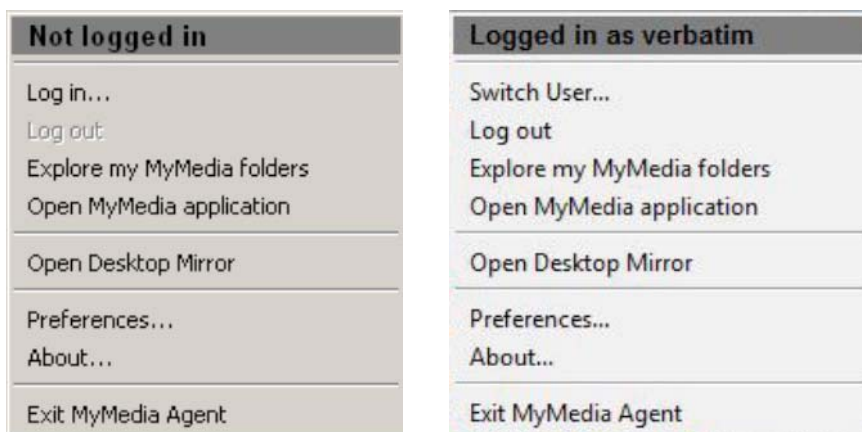 Not logged in
Log in...
Log out
Explore my MyMedia folders
Open MyMedia application
Open Desktop Mirror
Preferences...
About...
Exit MyMedia Agent
Logged in as verbatim
Switch User...
Log out
Explore my MyMedia folders
Open MyMedia application
Open Desktop Mirror
Preferences...
About...
Exit MyMedia Agent